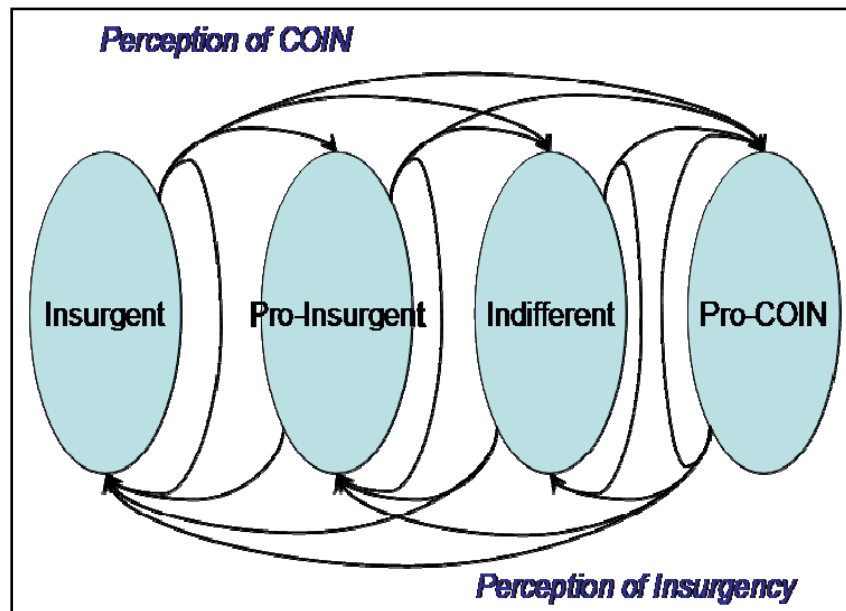 Perception of COIN
Insurgent
Pro-Insurgent
Indifferent
Pro-COIN
Perception of Insurgency